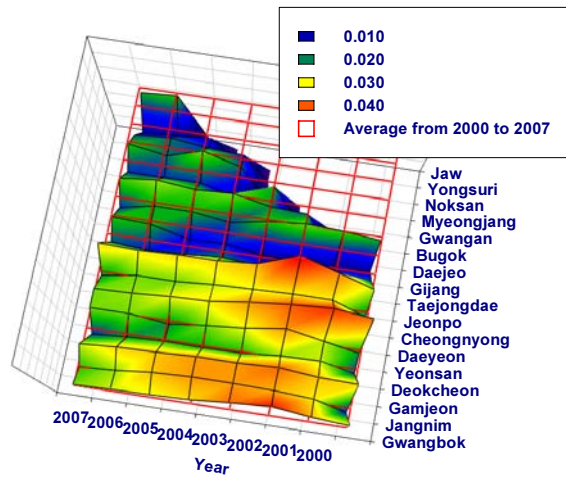 0.010
0.020
0.030
0.040
Average from 2000 to 2007
Jaw
Yongsuri
Noksan
Myeongjang
Gwangan
Bugok
Daejeo
Gijang
Taejongdae
Jeonpo
Cheongnyong
Daeyeon
Yeonsan
Deokcheon
Gamjeon
Jangnim
Gwangbok
2007 2006 2005 2004 2003 2002 2001 2000
Year